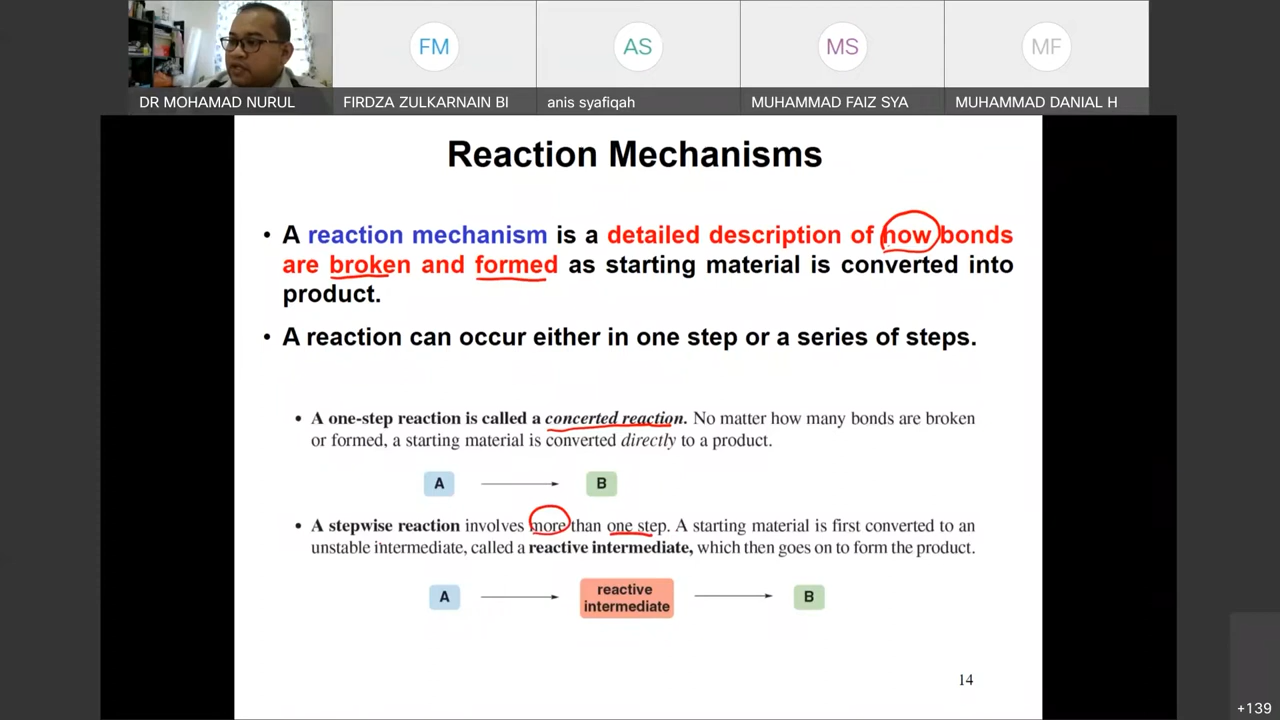 FM
AS
MS
MF
DR MOHAMAD NURUL
FIRDZA ZULKARNAIN BI
anis syafiqah
MUHAMMAD FAIZ SYA
MUHAMMAD DANIAL H
Reaction Mechanisms
• A reaction mechanism is a detailed description of how bonds
are broken and formed as starting material is converted into
product.
• A reaction can occur either in one step or a series of steps.
• A one-step reaction is called a concerted reaction. No matter how many bonds are broken
or formed, a starting material is converted directly to a product.
A
B
• A stepwise reaction involves more than one step. A starting material is first converted to an
unstable intermediate, called a reactive intermediate, which then goes on to form the product.
A
reactive
intermediate
B
14
+139